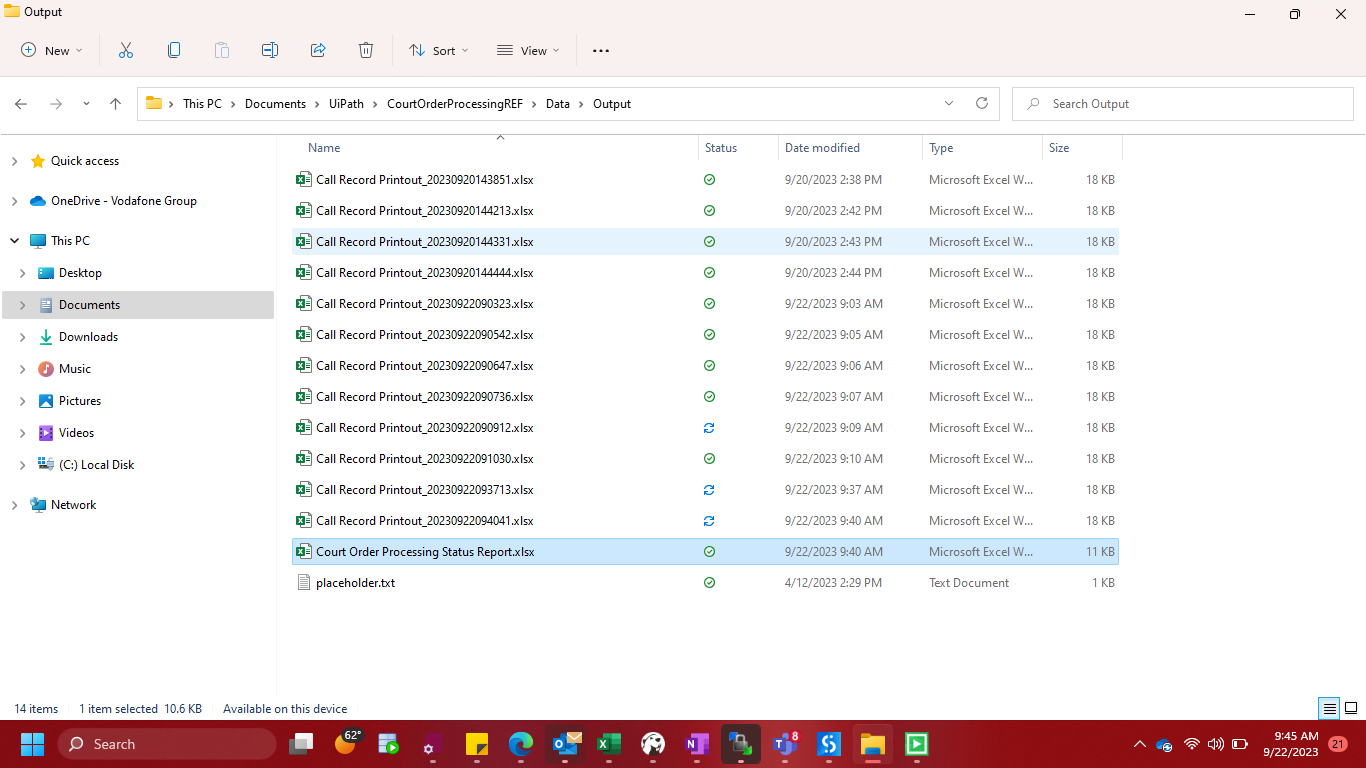 Output
New
Sort
View
This PC
Documents
UiPath
CourtOrderProcessingREF
Data
Output
Search Output
Name Status Date modified Type Size
Quick access
OneDrive - Vodafone Group
This PC
Desktop
Documents
Downloads
Music
Pictures
Videos
(C:) Local Disk
Network
Call Record Printout_20230920143851.xlsx 9/20/2023 2:38 PM Microsoft Excel W... 18 KB
Call Record Printout_20230920144213.xlsx 9/20/2023 2:42 PM Microsoft Excel W... 18 KB
Call Record Printout_20230920144331.xlsx 9/20/2023 2:43 PM Microsoft Excel W... 18 KB
Call Record Printout_20230920144444.xlsx 9/20/2023 2:44 PM Microsoft Excel W... 18 KB
Call Record Printout_20230922090323.xlsx 9/22/2023 9:03 AM Microsoft Excel W... 18 KB
Call Record Printout_20230922090542.xlsx 9/22/2023 9:05 AM Microsoft Excel W... 18 KB
Call Record Printout_20230922090647.xlsx 9/22/2023 9:06 AM Microsoft Excel W... 18 KB
Call Record Printout_20230922090736.xlsx 9/22/2023 9:07 AM Microsoft Excel W... 18 KB
Call Record Printout_20230922090912.xlsx 9/22/2023 9:09 AM Microsoft Excel W... 18 KB
Call Record Printout_20230922091030.xlsx 9/22/2023 9:10 AM Microsoft Excel W... 18 KB
Call Record Printout_20230922093713.xlsx 9/22/2023 9:37 AM Microsoft Excel W... 18 KB
Call Record Printout_20230922094041.xlsx 9/22/2023 9:40 AM Microsoft Excel W... 18 KB
Court Order Processing Status Report.xlsx 9/22/2023 9:40 AM Microsoft Excel W... 11 KB
placeholder.txt 4/12/2023 2:29 PM Text Document 1 KB
14 items 1 item selected 10.6 KB Available on this device
Search
62°
8
9:45 AM
9/22/2023
21